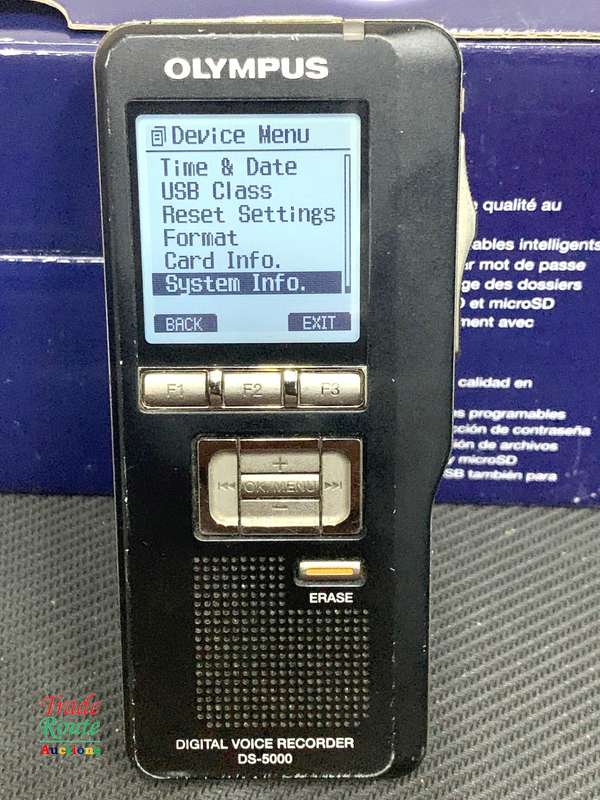 OLYMPUS
Device Menu
Time & Date
USB Class
Reset Settings
Format
Card Info.
System Info.
BACK EXIT
F1 F2 F3
+
OK/MENU
−
ERASE
DIGITAL VOICE RECORDER
DS-5000
qualité au
ables intelligents
mot de passe
ge des dossiers
et microSD
ment avec
calidad en
programables
cción de contraseña
ión de archivos
y microSD
SB también para
Trade
Route
Auctions